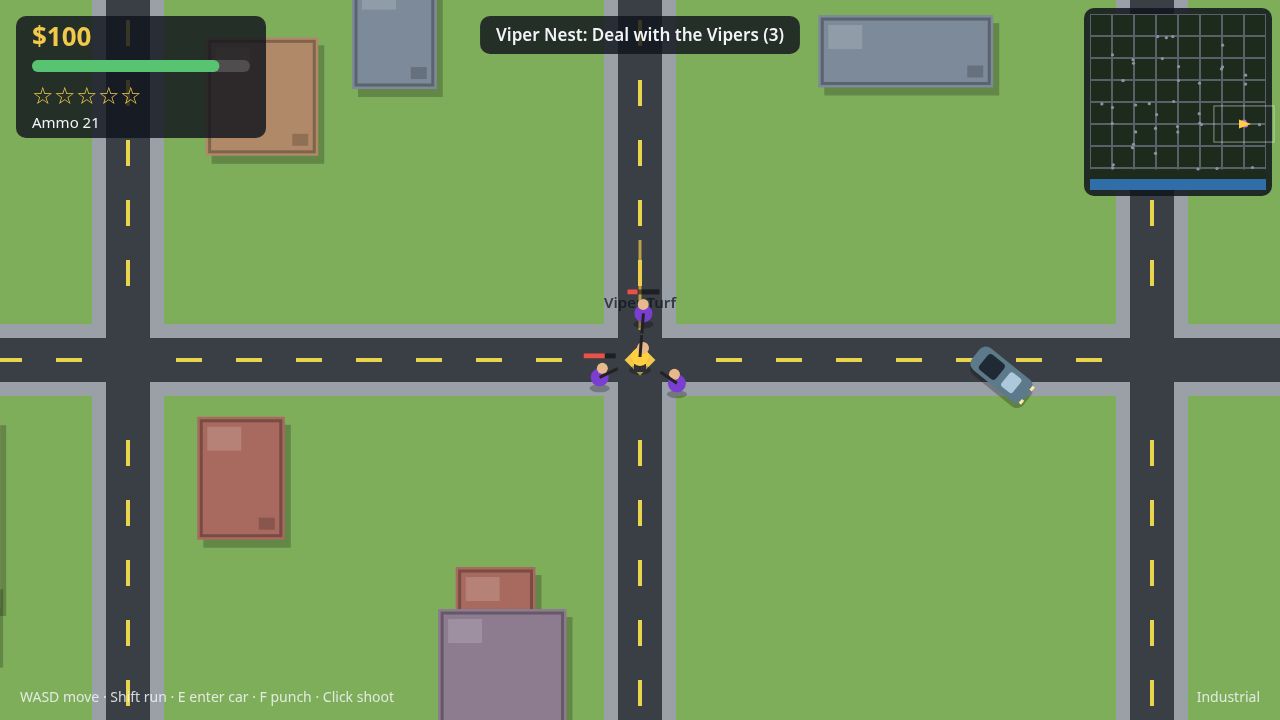 $100
☆☆☆☆☆
Ammo 21
Viper Nest: Deal with the Vipers (3)
Viper Turf
WASD move · Shift run · E enter car · F punch · Click shoot
Industrial